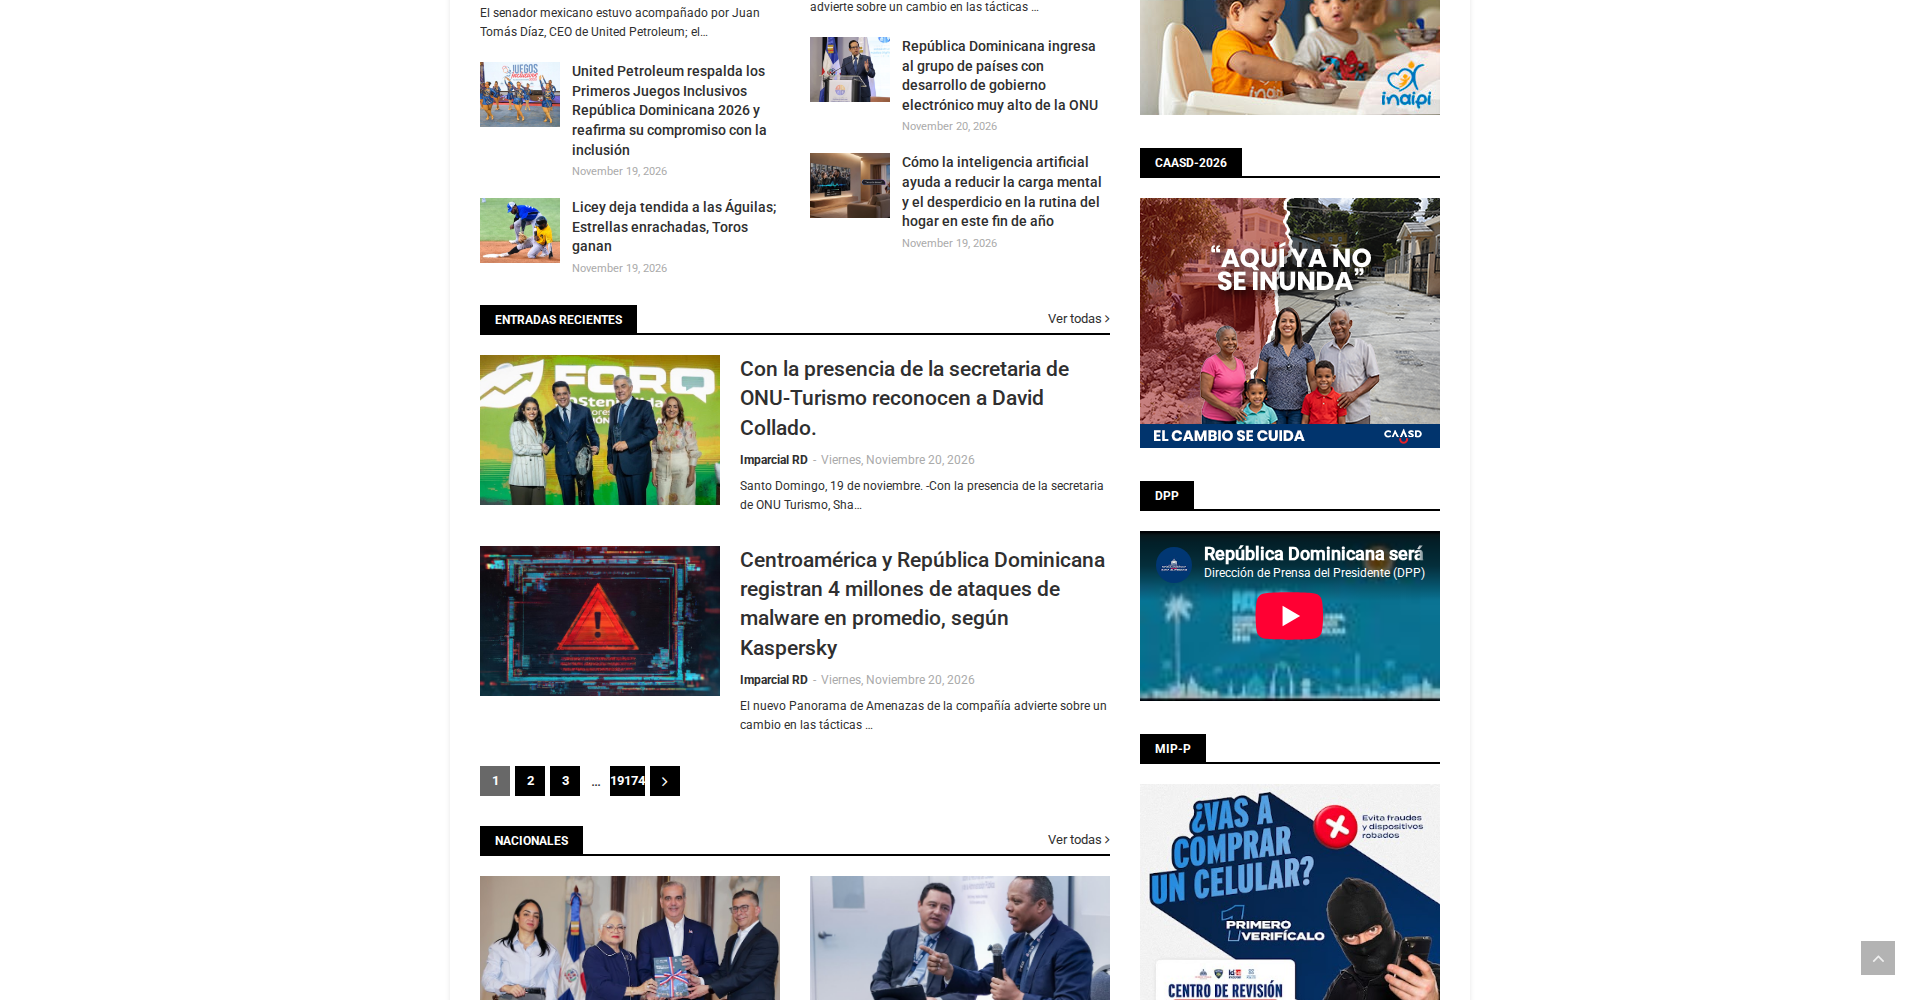 El senador mexicano estuvo acompañado por Juan
Tomás Díaz, CEO de United Petroleum; el…
JUEGOS
United Petroleum respalda los
Primeros Juegos Inclusivos
República Dominicana 2026 y
reafirma su compromiso con la
inclusión
November 19, 2026
Licey deja tendida a las Águilas;
Estrellas enrachadas, Toros
ganan
November 19, 2026
advierte sobre un cambio en las tácticas …
República Dominicana ingresa
al grupo de países con
desarrollo de gobierno
electrónico muy alto de la ONU
November 20, 2026
Cómo la inteligencia artificial
ayuda a reducir la carga mental
y el desperdicio en la rutina del
hogar en este fin de año
November 19, 2026
ENTRADAS RECIENTES
Ver todas
FORO
Con la presencia de la secretaria de
ONU-Turismo reconocen a David
Collado.
Imparcial RD - Viernes, Noviembre 20, 2026
Santo Domingo, 19 de noviembre. -Con la presencia de la secretaria
de ONU Turismo, Sha…
Centroamérica y República Dominicana
registran 4 millones de ataques de
malware en promedio, según
Kaspersky
Imparcial RD - Viernes, Noviembre 20, 2026
El nuevo Panorama de Amenazas de la compañía advierte sobre un
cambio en las tácticas …
1 2 3 … 19174
NACIONALES
Ver todas
inaipi
CAASD-2026
“AQUÍ YA NO
SE INUNDA”
EL CAMBIO SE CUIDA
CAASD
DPP
República Dominicana será
Dirección de Prensa del Presidente (DPP)
MIP-P
¿VAS A
COMPRAR
UN CELULAR?
Evita fraudes
y dispositivos
robados
1 PRIMERO
VERIFÍCALO
CENTRO DE REVISIÓN